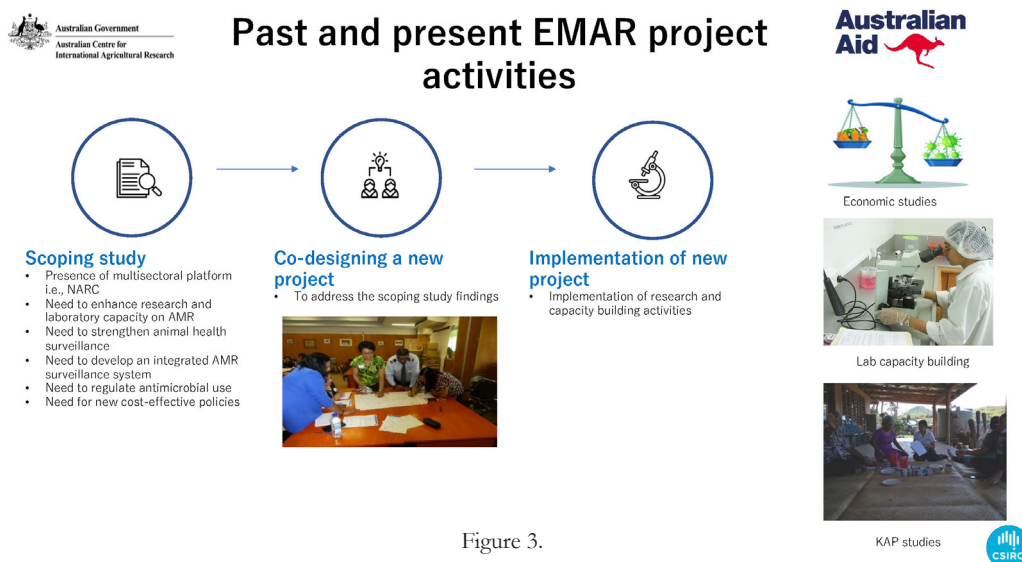 Australian Government
Australian Centre for
International Agricultural Research
Past and present EMAR project
activities
Australian
Aid
Scoping study
• Presence of multisectoral platform
i.e., NARC
• Need to enhance research and
laboratory capacity on AMR
• Need to strengthen animal health
surveillance
• Need to develop an integrated AMR
surveillance system
• Need to regulate antimicrobial use
• Need for new cost-effective policies
Co-designing a new
project
• To address the scoping study findings
Implementation of new
project
• Implementation of research and
capacity building activities
Economic studies
Lab capacity building
KAP studies
Figure 3.
CSIRO